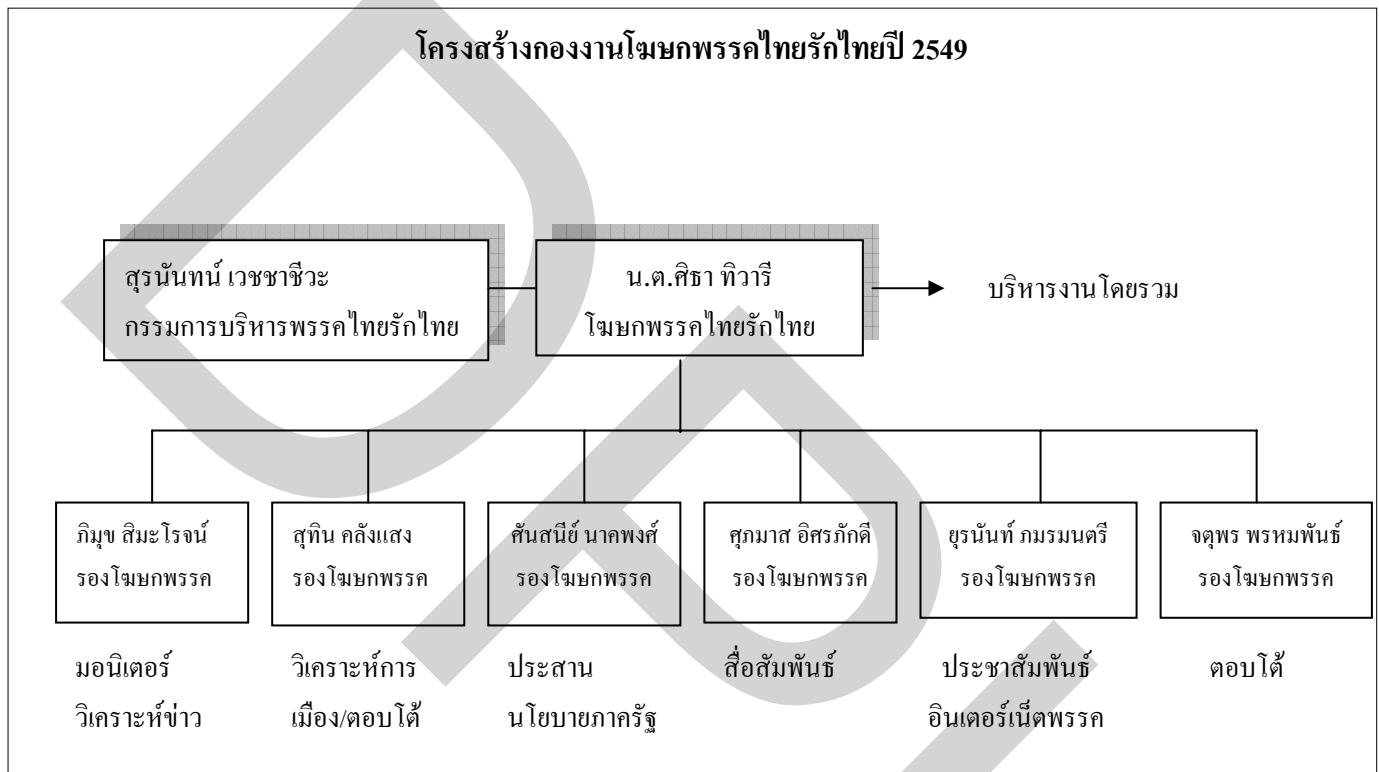 โครงสร้างกองงานโฆษกพรรคไทยรักไทยปี 2549
สุรนันทน์ เวชชาชีวะ
กรรมการบริหารพรรคไทยรักไทย
น.ต.ศิธา ทิวารี
โฆษกพรรคไทยรักไทย
บริหารงานโดยรวม
ภิมุข สิมะโรจน์
รองโฆษกพรรค
สุทิน คลังแสง
รองโฆษกพรรค
ศันสนีย์ นาคพงศ์
รองโฆษกพรรค
ศุภมาส อิศรภักดี
รองโฆษกพรรค
ยุรนันท์ ภมรมนตรี
รองโฆษกพรรค
จตุพร พรหมพันธ์
รองโฆษกพรรค
มอนิเตอร์
วิเคราะห์ข่าว
วิเคราะห์การ
เมือง/ตอบโต้
ประสาน
นโยบายภาครัฐ
สื่อสัมพันธ์
ประชาสัมพันธ์
อินเตอร์เน็ตพรรค
ตอบโต้